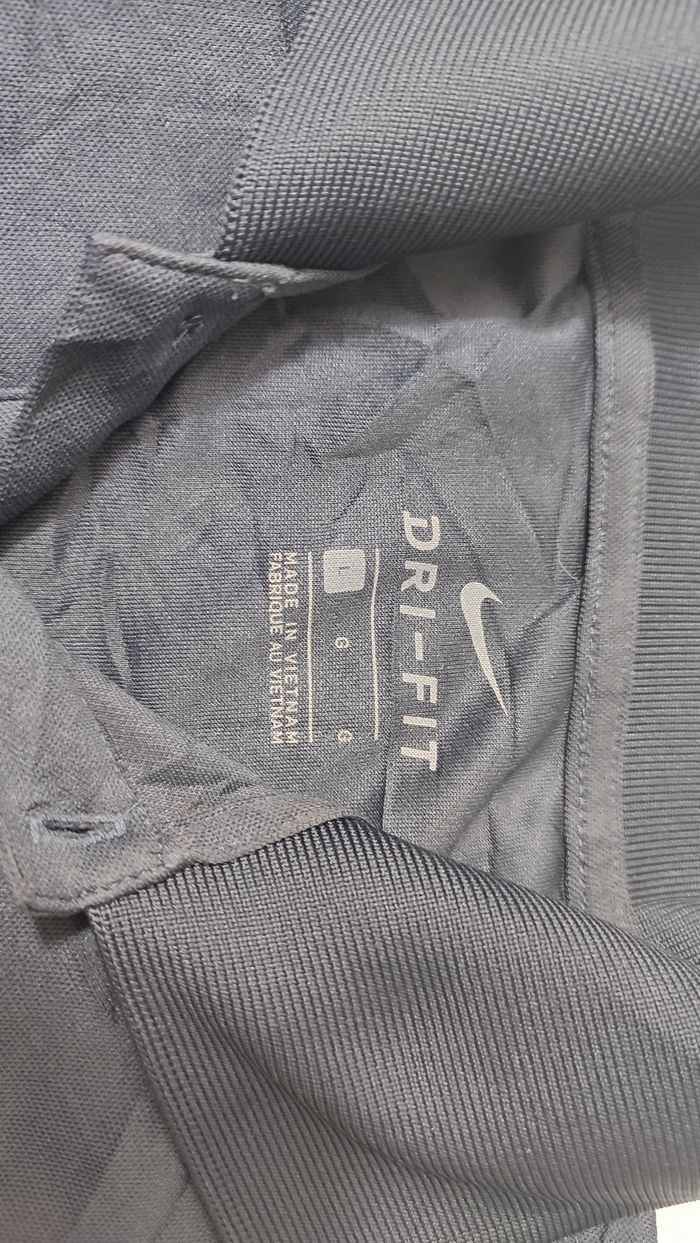 DRI-FIT
L G G
MADE IN VIETNAM
FABRIQUE AU VIETNAM